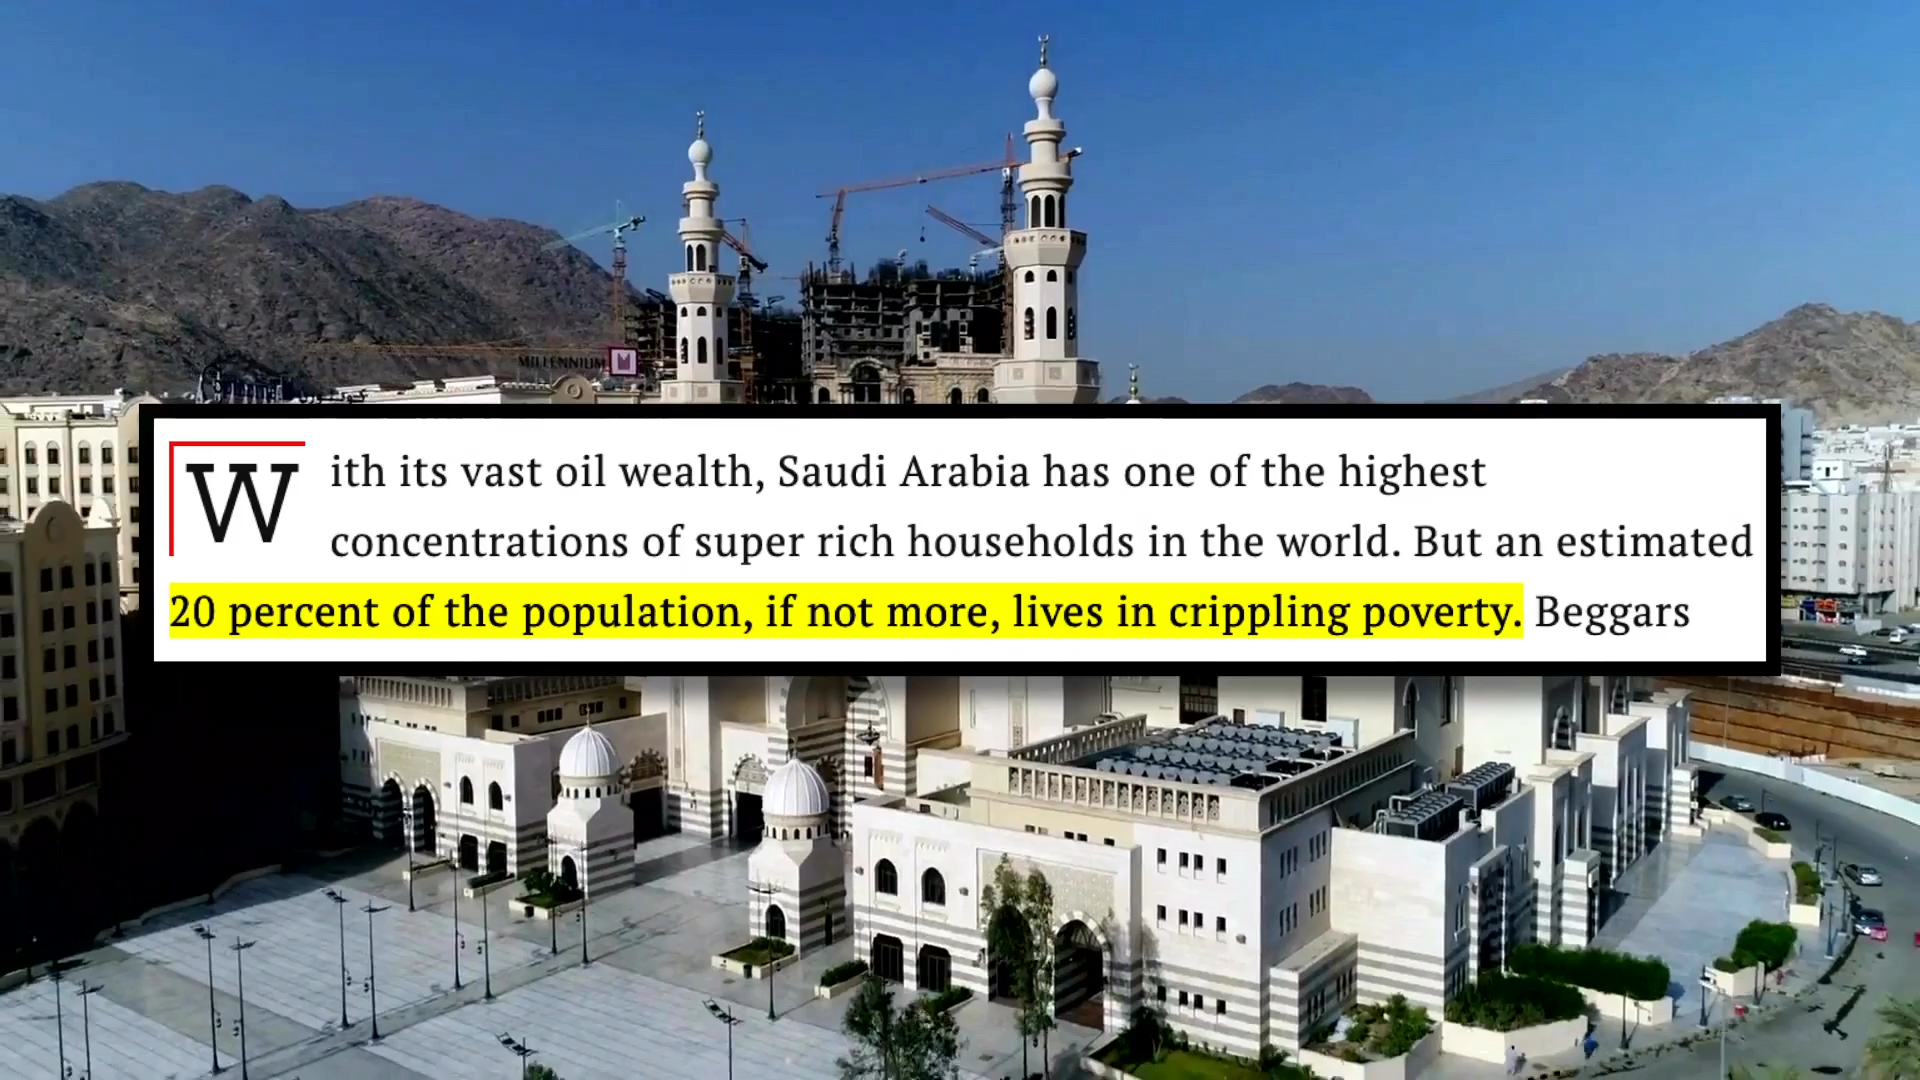 MILLENNIUM
With its vast oil wealth, Saudi Arabia has one of the highest
concentrations of super rich households in the world. But an estimated
20 percent of the population, if not more, lives in crippling poverty. Beggars